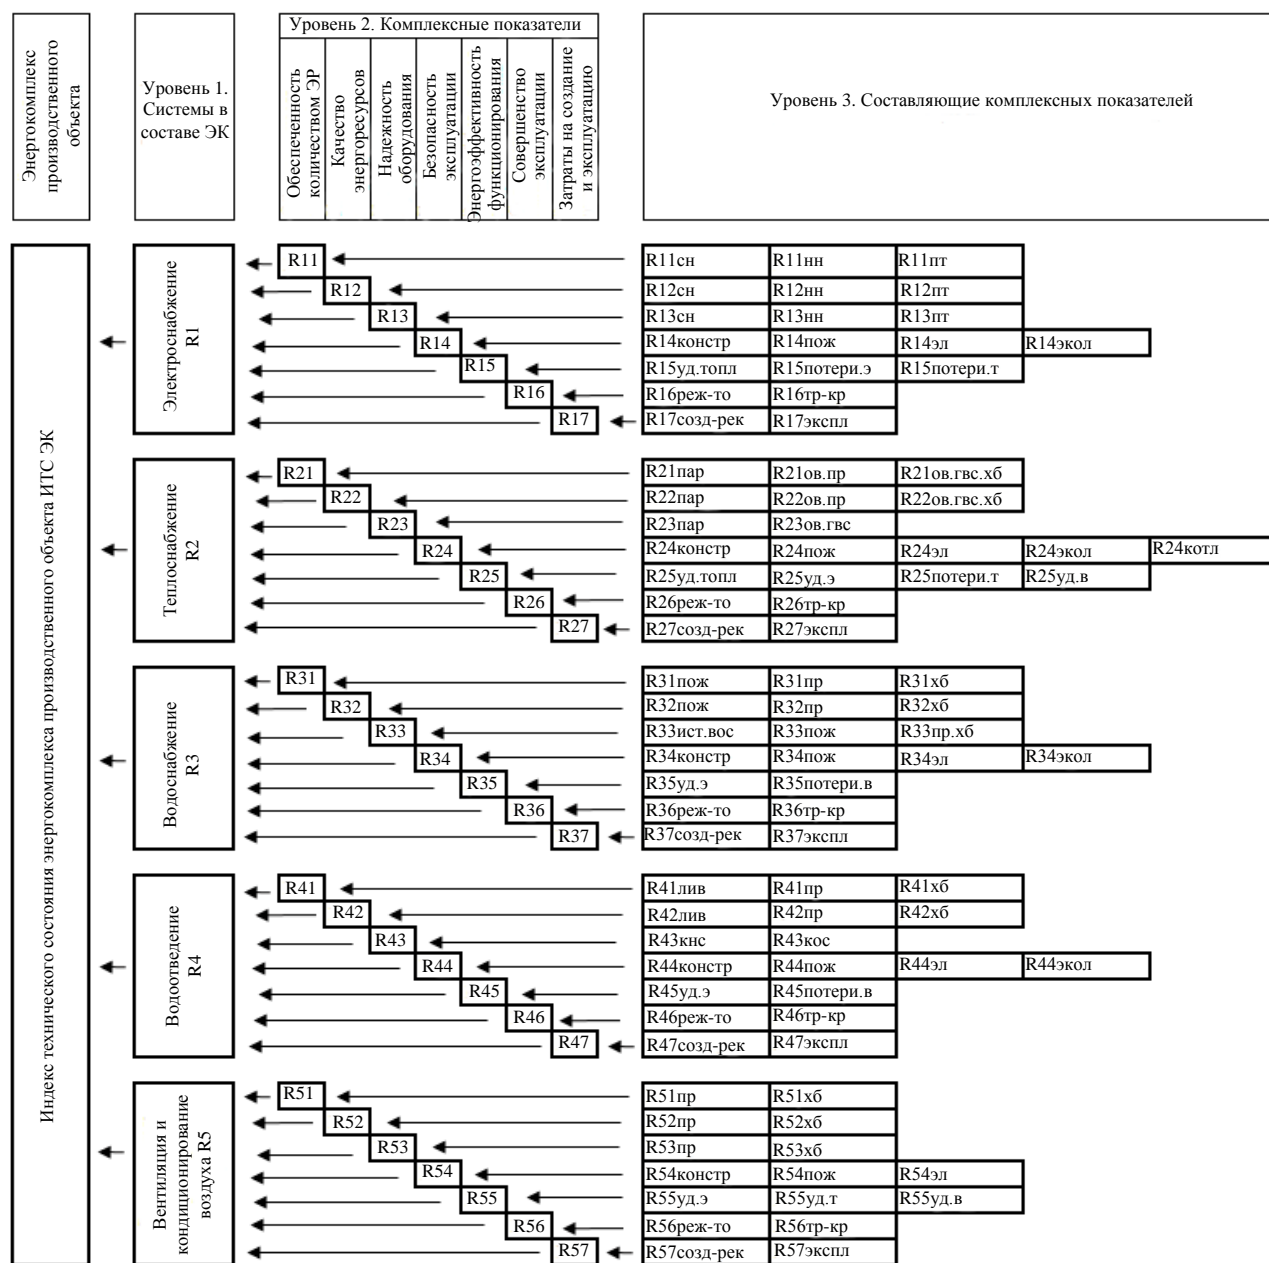 Энергокомплекс
производственного
объекта
Уровень 1.
Системы в
составе ЭК
Уровень 2. Комплексные показатели
Обеспеченность
количеством ЭР
Качество
энергоресурсов
Надежность
оборудования
Безопасность
эксплуатации
Энергоэффективность
функционирования
Совершенство
эксплуатации
Затраты на создание
и эксплуатацию
Уровень 3. Составляющие комплексных показателей
Индекс технического состояния энергокомплекса производственного объекта ИТС ЭК
Электроснабжение
R1
R11 R11сн R11нн R11пт
R12 R12сн R12нн R12пт
R13 R13сн R13нн R13пт
R14 R14констр R14пож R14эл R14экол
R15 R15уд.топл R15потери.э R15потери.т
R16 R16реж-то R16тр-кр
R17 R17созд-рек R17экспл
Теплоснабжение
R2
R21 R21пар R21ов.пр R21ов.гвс.хб
R22 R22пар R22ов.пр R22ов.гвс.хб
R23 R23пар R23ов.гвс
R24 R24констр R24пож R24эл R24экол R24котл
R25 R25уд.топл R25уд.э R25потери.т R25уд.в
R26 R26реж-то R26тр-кр
R27 R27созд-рек R27экспл
Водоснабжение
R3
R31 R31пож R31пр R31хб
R32 R32пож R32пр R32хб
R33 R33ист.вос R33пож R33пр.хб
R34 R34констр R34пож R34эл R34экол
R35 R35уд.э R35потери.в
R36 R36реж-то R36тр-кр
R37 R37созд-рек R37экспл
Водоотведение
R4
R41 R41лив R41пр R41хб
R42 R42лив R42пр R42хб
R43 R43кнс R43кос
R44 R44констр R44пож R44эл R44экол
R45 R45уд.э R45потери.в
R46 R46реж-то R46тр-кр
R47 R47созд-рек R47экспл
Вентиляция и
кондиционирование
воздуха R5
R51 R51пр R51хб
R52 R52пр R52хб
R53 R53пр R53хб
R54 R54констр R54пож R54эл
R55 R55уд.э R55уд.т R55уд.в
R56 R56реж-то R56тр-кр
R57 R57созд-рек R57экспл